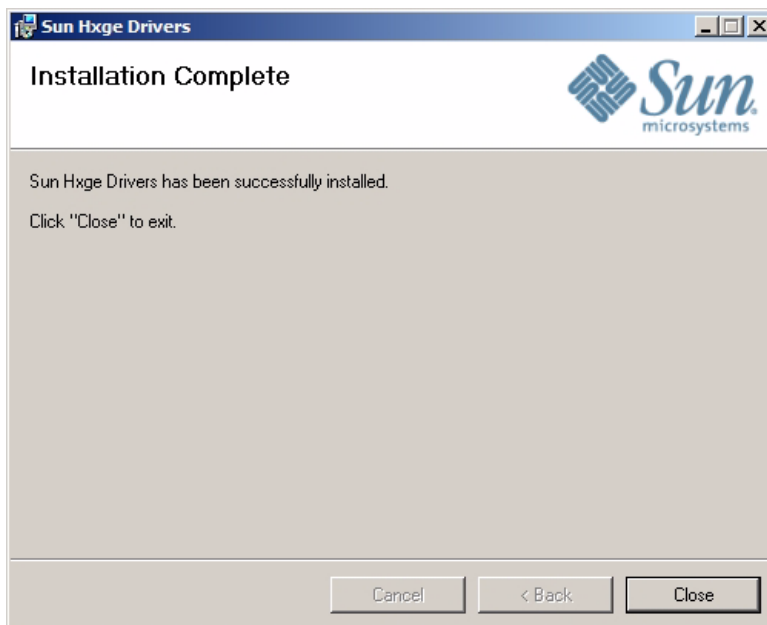 Sun Hxge Drivers
Installation Complete
Sun
microsystems
Sun Hxge Drivers has been successfully installed.
Click "Close" to exit.
Cancel
< Back
Close